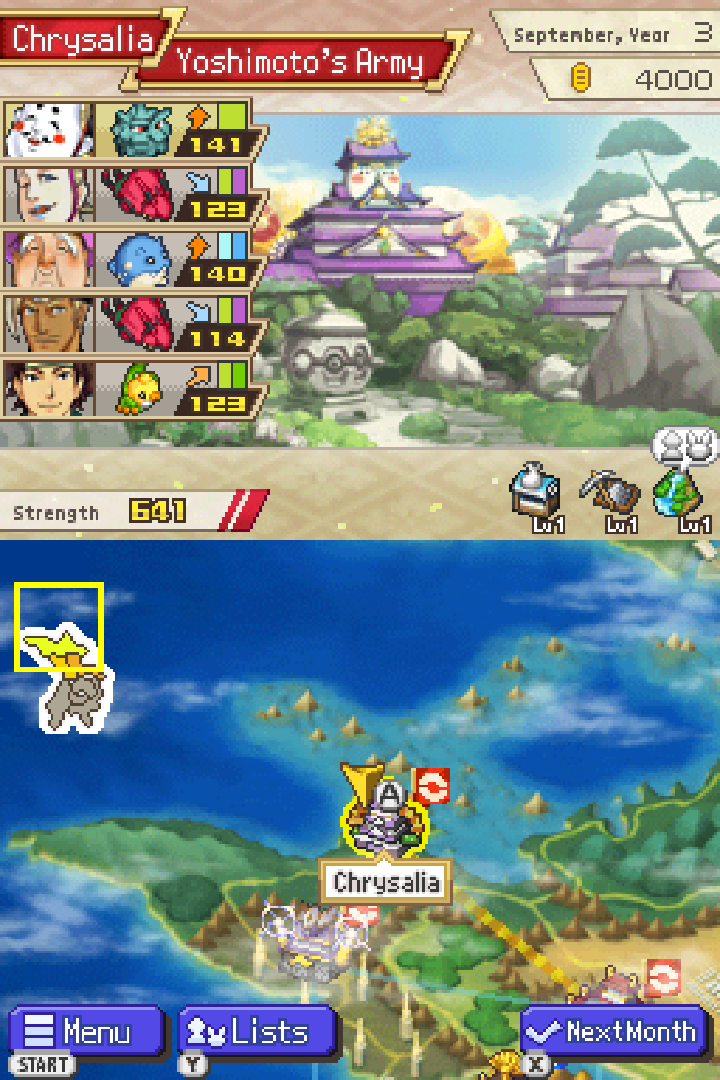 Chrysalia
Yoshimoto's Army
September, Year 3
4000
141
123
140
114
123
Strength 641
Lv1 Lv1 Lv1
A
Chrysalia
Menu
Lists
NextMonth
START
Y
X